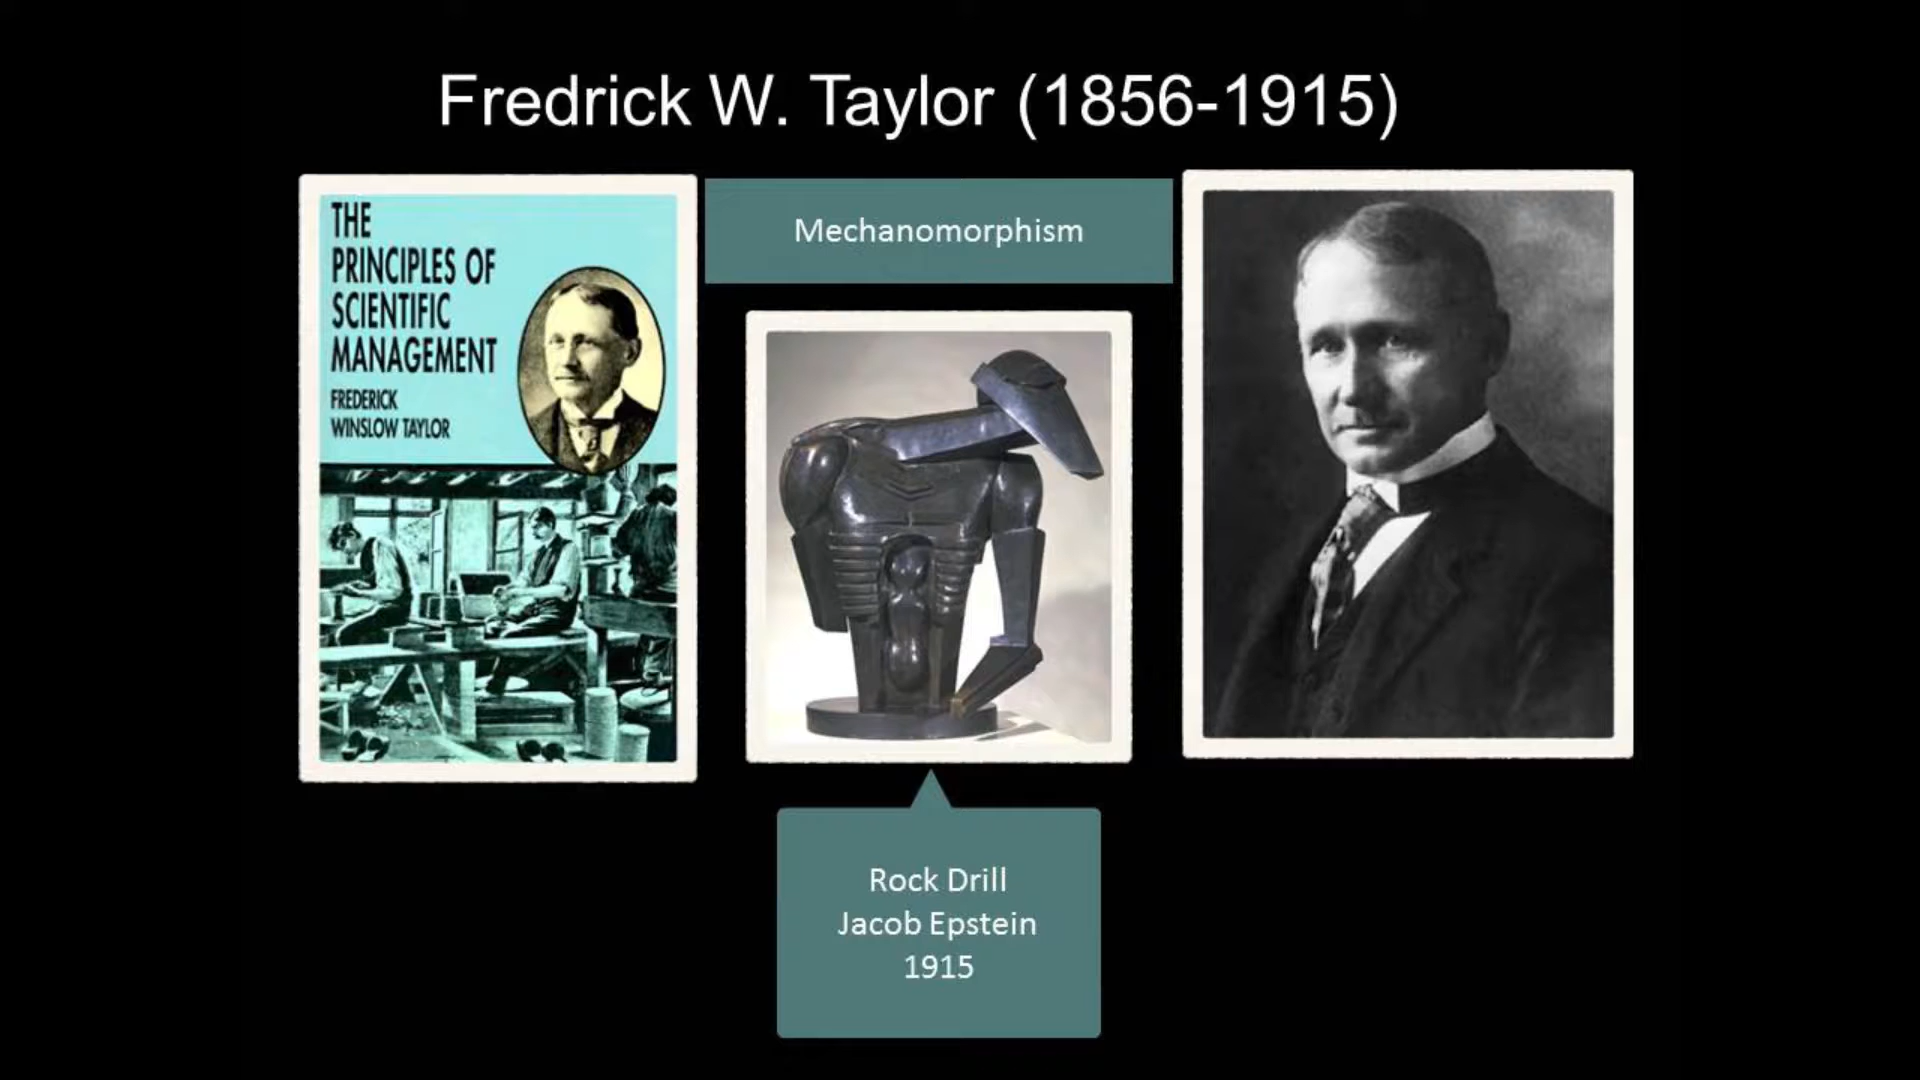 Fredrick W. Taylor (1856-1915)
THE
PRINCIPLES OF
SCIENTIFIC
MANAGEMENT
FREDERICK
WINSLOW TAYLOR
Mechanomorphism
Rock Drill
Jacob Epstein
1915